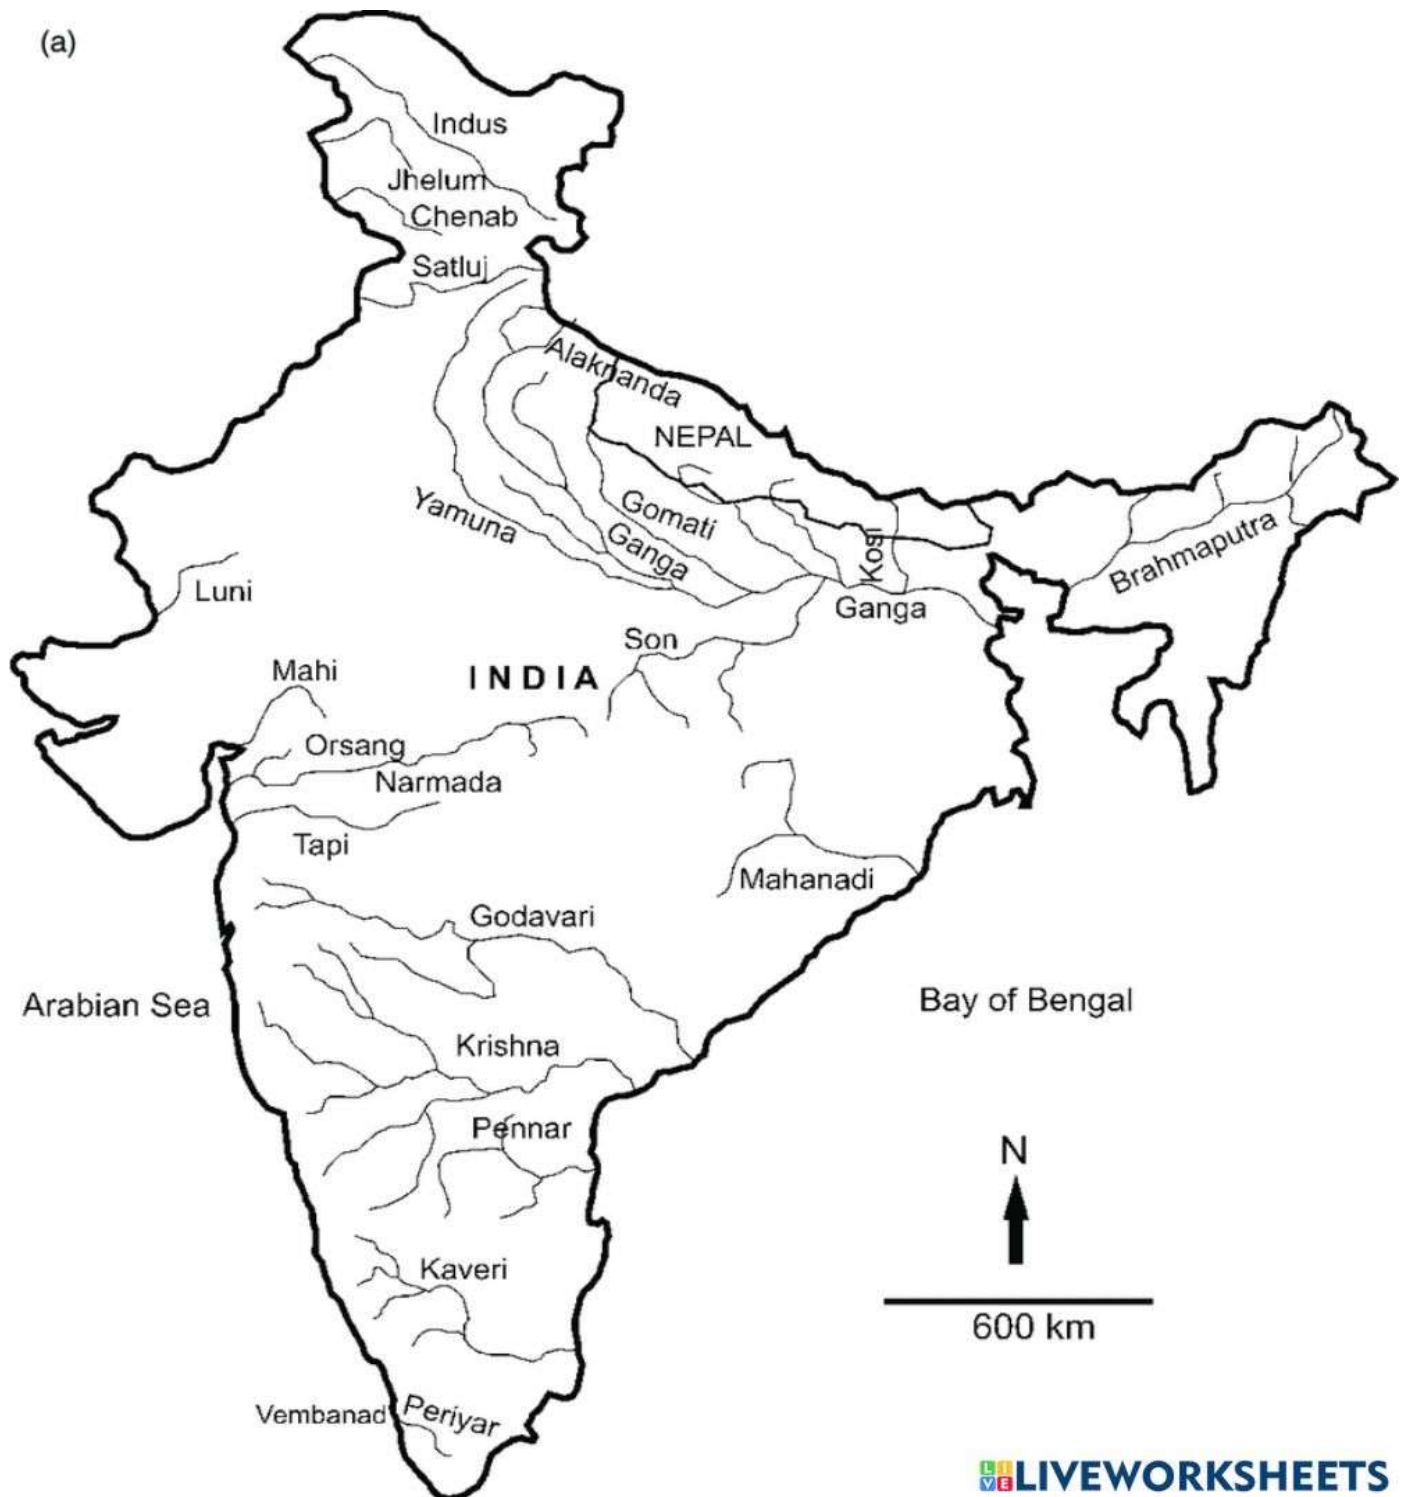 (a)
Indus
Jhelum
Chenab
Satluj
Alaknanda
NEPAL
Yamuna
Gomati
Ganga
Kosi
Brahmaputra
Luni
Ganga
Son
Mahi
INDIA
Orsang
Narmada
Tapi
Mahanadi
Godavari
Arabian Sea
Bay of Bengal
Krishna
Pennar
N
Kaveri
600 km
Vembanad
Periyar
LIVE LIVEWORKSHEETS